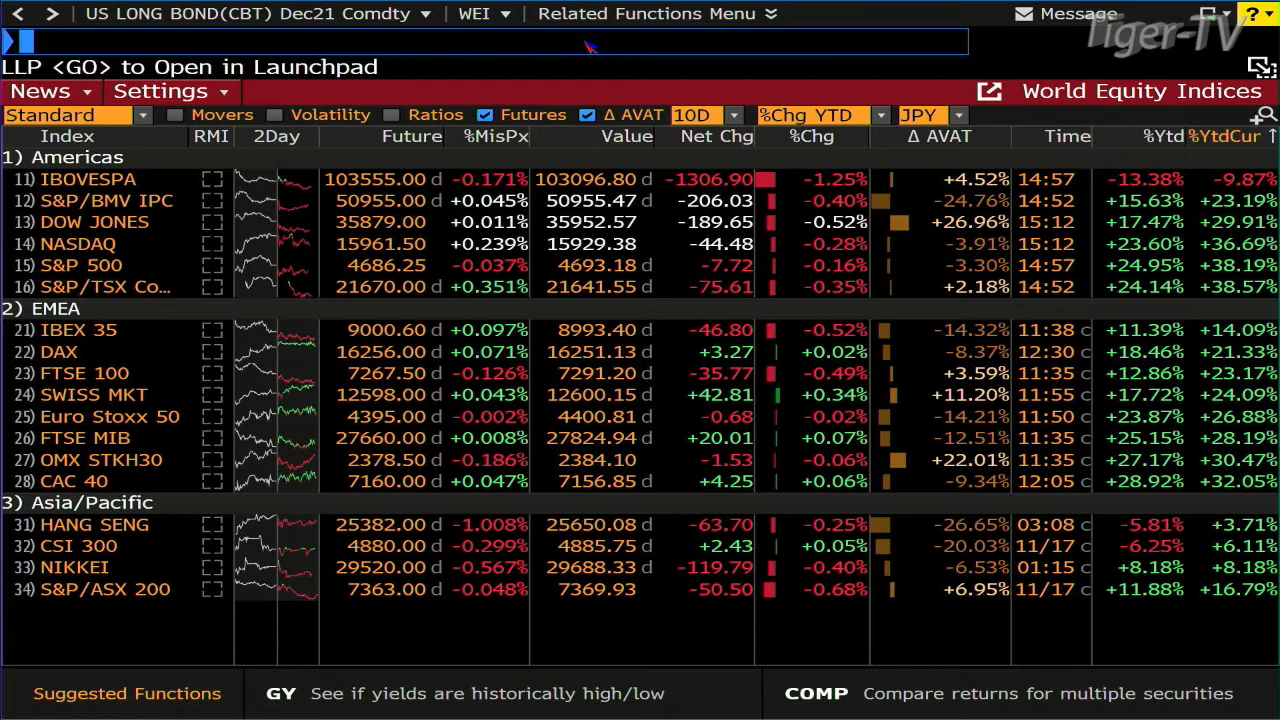 < > US LONG BOND(CBT) Dec21 Comdty WEI Related Functions Menu Message ?
Tiger-TV
LLP <GO> to Open in Launchpad
News Settings World Equity Indices
Standard Movers Volatility Ratios Futures Δ AVAT 10D %Chg YTD JPY
Index RMI 2Day Future %MisPx Value Net Chg %Chg Δ AVAT Time %Ytd %YtdCur ↑
1) Americas
11) IBOVESPA 103555.00 d -0.171% 103096.80 d -1306.90 -1.25% +4.52% 14:57 -13.38% -9.87%
12) S&P/BMV IPC 50955.00 d +0.045% 50955.47 d -206.03 -0.40% -24.76% 14:52 +15.63% +23.19%
13) DOW JONES 35879.00 d +0.011% 35952.57 -189.65 -0.52% +26.96% 15:12 +17.47% +29.91%
14) NASDAQ 15961.50 d +0.239% 15929.38 -44.48 -0.28% -3.91% 15:12 +23.60% +36.69%
15) S&P 500 4686.25 d -0.037% 4693.18 d -7.72 -0.16% -3.30% 14:57 +24.95% +38.19%
16) S&P/TSX Co... 21670.00 d +0.351% 21641.55 d -75.61 -0.35% +2.18% 14:52 +24.14% +38.57%
2) EMEA
21) IBEX 35 9000.60 d +0.097% 8993.40 d -46.80 -0.52% -14.32% 11:38 c +11.39% +14.09%
22) DAX 16256.00 d +0.071% 16251.13 d +3.27 +0.02% -8.37% 12:30 c +18.46% +21.33%
23) FTSE 100 7267.50 d -0.126% 7291.20 d -35.77 -0.49% +3.59% 11:35 c +12.86% +23.17%
24) SWISS MKT 12598.00 d +0.043% 12600.15 d +42.81 +0.34% +11.20% 11:55 c +17.72% +24.09%
25) Euro Stoxx 50 4395.00 d -0.002% 4400.81 d -0.68 -0.02% -14.21% 11:50 c +23.87% +26.88%
26) FTSE MIB 27660.00 d +0.008% 27824.94 d +20.01 +0.07% -12.51% 11:35 c +25.15% +28.19%
27) OMX STKH30 2378.50 d -0.186% 2384.10 d -1.53 -0.06% +22.01% 11:35 c +27.17% +30.47%
28) CAC 40 7160.00 d +0.047% 7156.85 d +4.25 +0.06% -9.34% 12:05 c +28.92% +32.05%
3) Asia/Pacific
31) HANG SENG 25382.00 d -1.008% 25650.08 d -63.70 -0.25% -26.65% 03:08 c -5.81% +3.71%
32) CSI 300 4880.00 d -0.299% 4885.75 d +2.43 +0.05% -20.03% 11/17 c -6.25% +6.11%
33) NIKKEI 29520.00 d -0.567% 29688.33 d -119.79 -0.40% -6.53% 01:15 c +8.18% +8.18%
34) S&P/ASX 200 7363.00 d -0.048% 7369.93 -50.50 -0.68% +6.95% 11/17 c +11.88% +16.79%
Suggested Functions GY See if yields are historically high/low COMP Compare returns for multiple securities